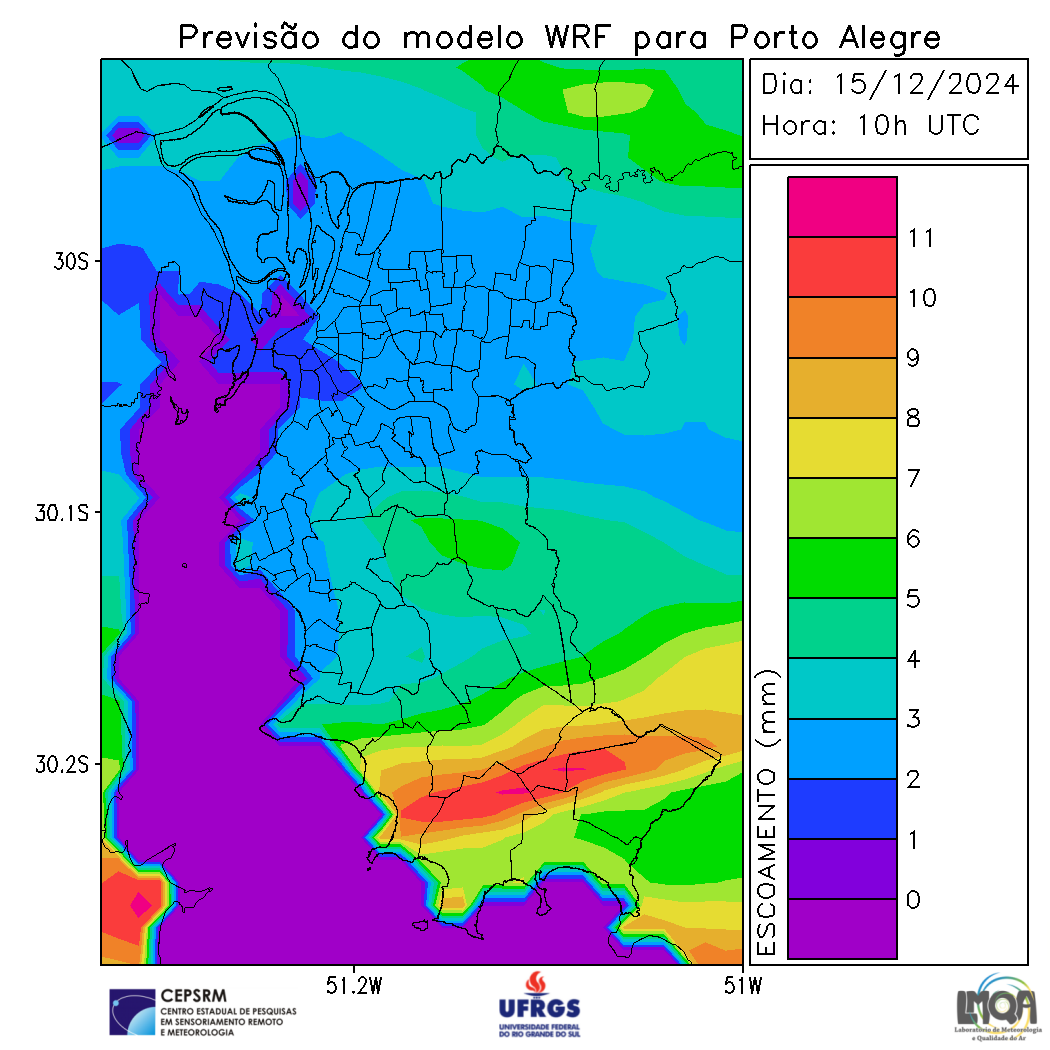 Previsão do modelo WRF para Porto Alegre
Dia: 15/12/2024
Hora: 10h UTC
30S
30.1S
30.2S
51.2W
51W
11
10
9
8
7
6
5
4
3
2
1
0
ESCOAMENTO (mm)
CEPSRM
CENTRO ESTADUAL DE PESQUISAS
EM SENSORIAMENTO REMOTO
E METEOROLOGIA
UFRGS
UNIVERSIDADE FEDERAL
DO RIO GRANDE DO SUL
LMQA
Laboratório de Meteorologia
e Qualidade do Ar